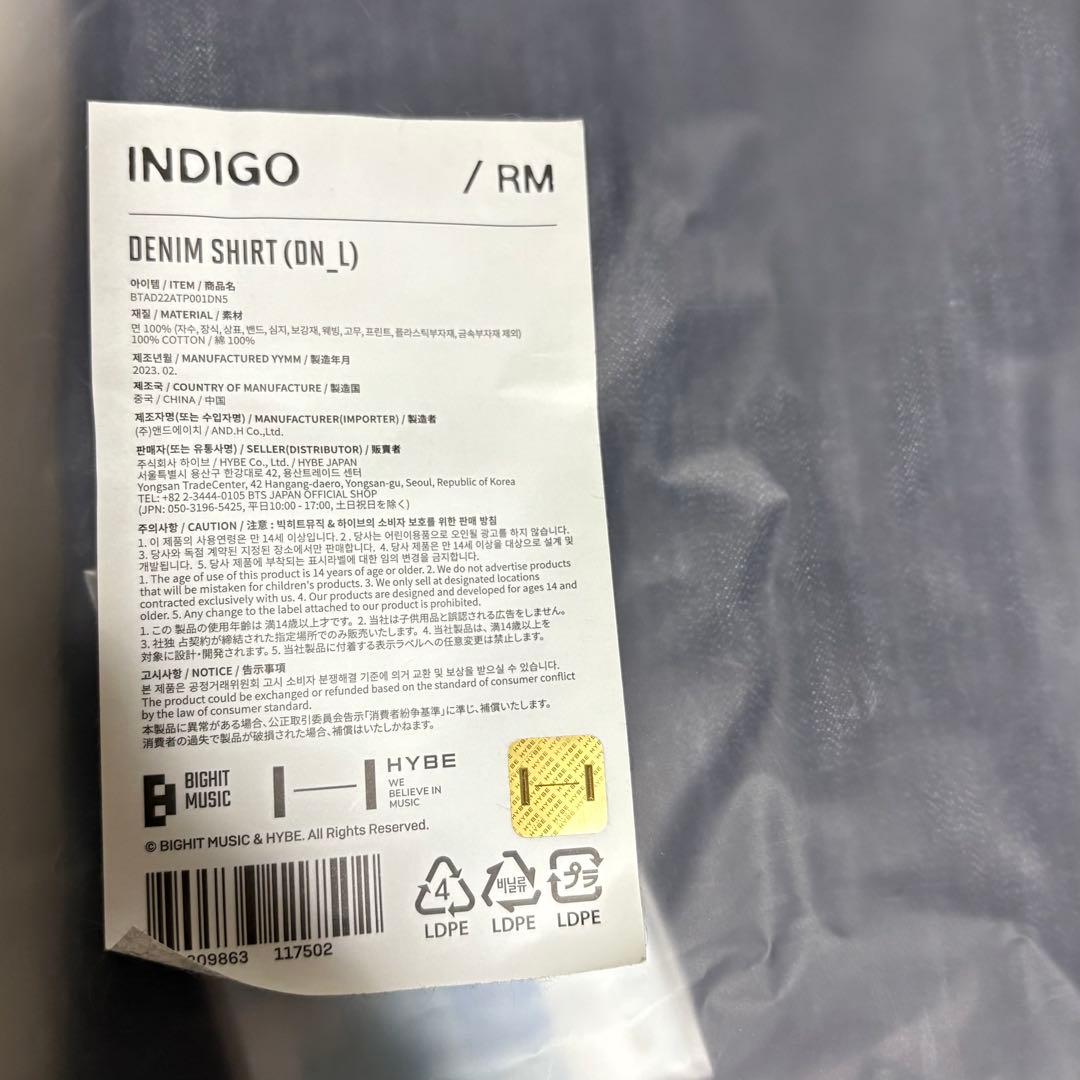 INDIGO / RM
DENIM SHIRT (DN_L)
아이템 / ITEM / 商品名
BTAD22ATP001DN5
재질 / MATERIAL / 素材
면 100% (자수, 장식, 상표, 밴드, 심지, 보강재, 웨빙, 고무, 프린트, 플라스틱부자재, 금속부자재 제외)
100% COTTON / 綿 100%
제조년월 / MANUFACTURED YYMM / 製造年月
2023. 02.
제조국 / COUNTRY OF MANUFACTURE / 製造国
중국 / CHINA / 中国
제조자명(또는 수입자명) / MANUFACTURER(IMPORTER) / 製造者
(주)앤드에이치 / AND.H Co.,Ltd.
판매자(또는 유통사명) / SELLER(DISTRIBUTOR) / 販賣者
주식회사 하이브 / HYBE Co., Ltd. / HYBE JAPAN
서울특별시 용산구 한강대로 42, 용산트레이드 센터
Yongsan TradeCenter, 42 Hangang-daero, Yongsan-gu, Seoul, Republic of Korea
TEL: +82 2-3444-0105 BTS JAPAN OFFICIAL SHOP
(JPN: 050-3196-5425, 平日10:00 - 17:00, 土日祝日を除く)
주의사항 / CAUTION / 注意 : 빅히트뮤직 & 하이브의 소비자 보호를 위한 판매 방침
1. 이 제품의 사용연령은 만 14세 이상입니다. 2. 당사는 어린이용품으로 오인될 광고를 하지 않습니다.
3. 당사와 독점 계약된 지정된 장소에서만 판매합니다. 4. 당사 제품은 만 14세 이상을 대상으로 설계 및
개발됩니다. 5. 당사 제품에 부착되는 표시라벨에 대한 임의 변경을 금지합니다.
1. The age of use of this product is 14 years of age or older. 2. We do not advertise products
that will be mistaken for children's products. 3. We only sell at designated locations
contracted exclusively with us. 4. Our products are designed and developed for ages 14 and
older. 5. Any change to the label attached to our product is prohibited.
1. この 製品の使用年齢は 満14歳以上才です。2. 当社は子供用品と誤認される広告をしません。
3. 社独 占契約が締結された指定場所でのみ販売いたします。4. 当社製品は、満14歳以上を
対象に設計・開発されます。5. 当社製品に付着する表示ラベルへの任意変更は禁止します。
고시사항 / NOTICE / 告示事項
본 제품은 공정거래위원회 고시 소비자 분쟁해결 기준에 의거 교환 및 보상을 받으실 수 있습니다.
The product could be exchanged or refunded based on the standard of consumer conflict
by the law of consumer standard.
本製品に異常がある場合、公正取引委員会告示「消費者紛争基準」に準じ、補償いたします。
消費者の過失で製品が破損された場合、補償はいたしかねます。
BIGHIT
MUSIC
HYBE
WE
BELIEVE IN
MUSIC
© BIGHIT MUSIC & HYBE. All Rights Reserved.
09863 117502
4
LDPE
비닐류
LDPE
プラ
LDPE